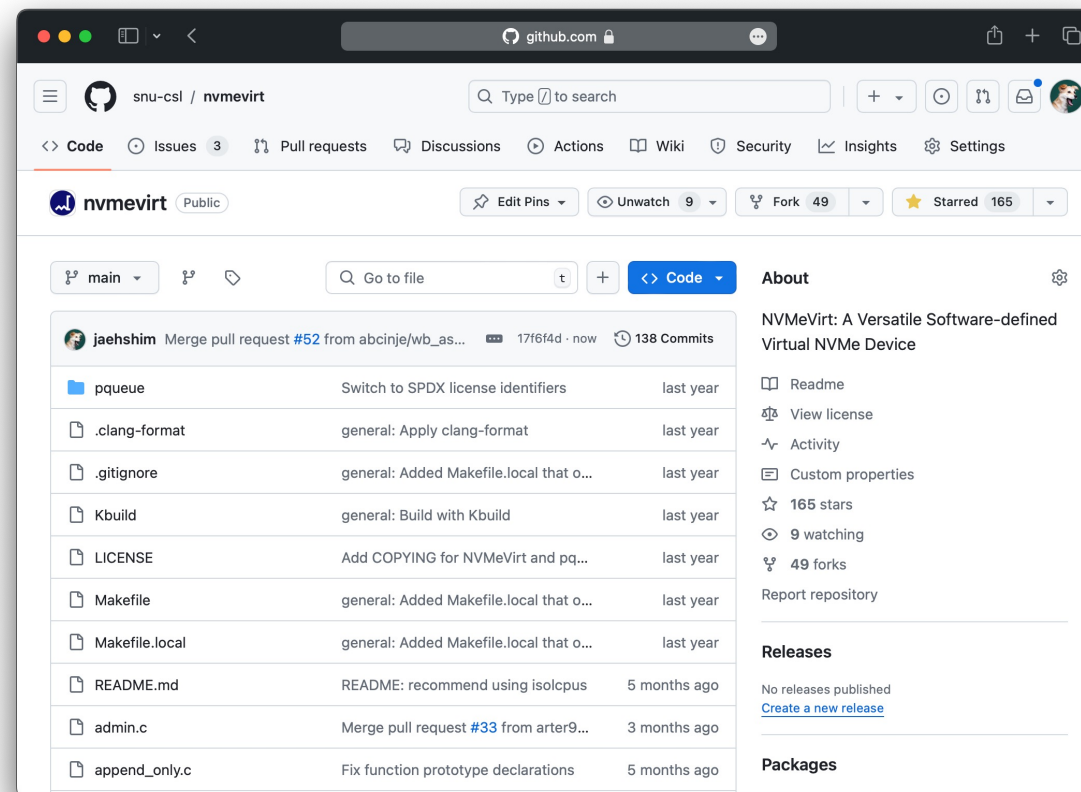 github.com
snu-csl / nvmevirt
Type / to search
Code Issues 3 Pull requests Discussions Actions Wiki Security Insights Settings
nvmevirt Public
Edit Pins Unwatch 9 Fork 49 Starred 165
main Go to file t + Code
jaehshim Merge pull request #52 from abcinje/wb_as... 17f6f4d · now 138 Commits
pqueue Switch to SPDX license identifiers last year
.clang-format general: Apply clang-format last year
.gitignore general: Added Makefile.local that o... last year
Kbuild general: Build with Kbuild last year
LICENSE Add COPYING for NVMeVirt and pq... last year
Makefile general: Added Makefile.local that o... last year
Makefile.local general: Added Makefile.local that o... last year
README.md README: recommend using isolcpus 5 months ago
admin.c Merge pull request #33 from arter9... 3 months ago
append_only.c Fix function prototype declarations 5 months ago
About
NVMeVirt: A Versatile Software-defined
Virtual NVMe Device
Readme
View license
Activity
Custom properties
165 stars
9 watching
49 forks
Report repository
Releases
No releases published
Create a new release
Packages